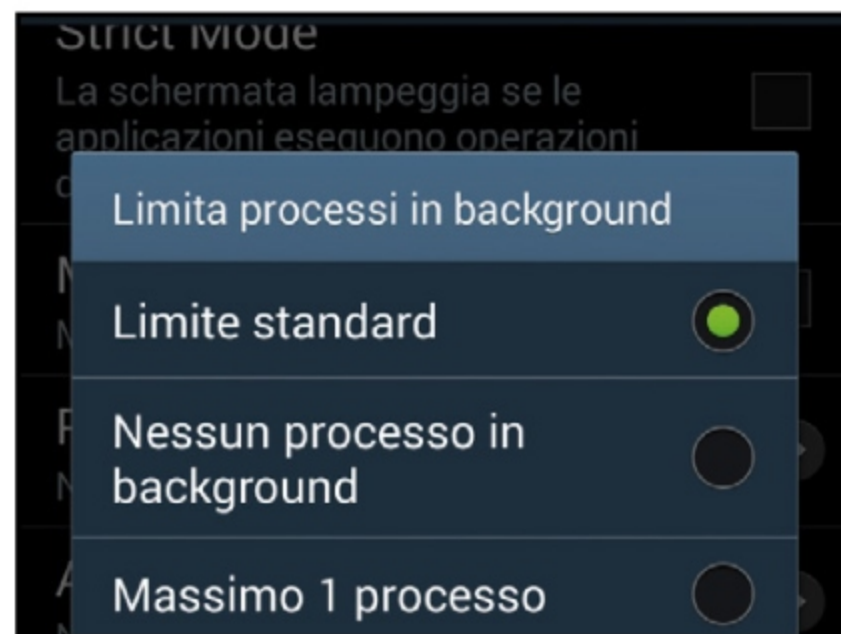 Strict Mode
La schermata lampeggia se le
applicazioni eseguono operazioni
Limita processi in background
Limite standard
Nessun processo in
background
Massimo 1 processo